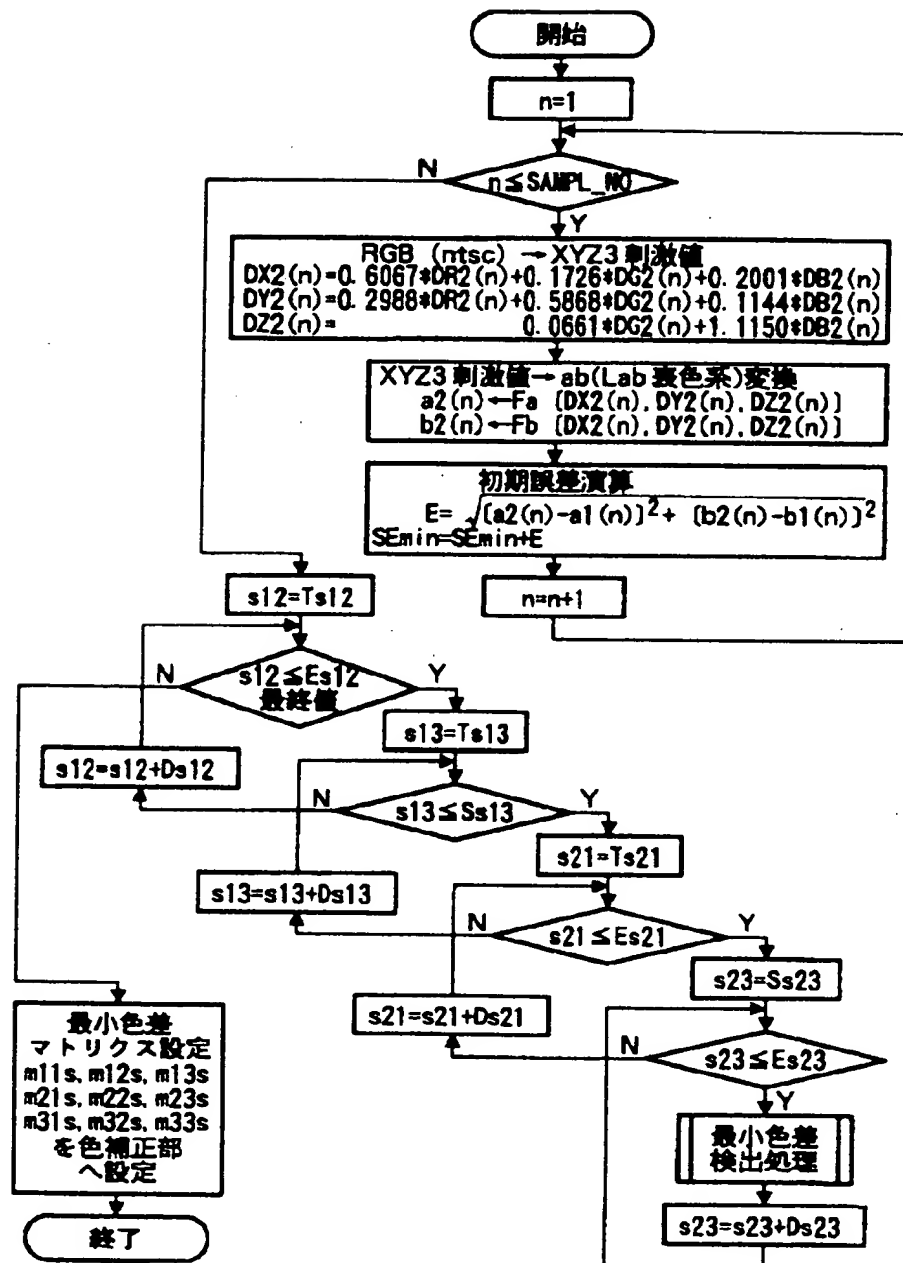 開始
n=1
N
n≦SAMPL_NO
Y
RGB (ntsc) →XYZ3刺激値
DX2(n)=0.6067*DR2(n)+0.1726*DG2(n)+0.2001*DB2(n)
DY2(n)=0.2988*DR2(n)+0.5868*DG2(n)+0.1144*DB2(n)
DZ2(n)= 0.0661*DG2(n)+1.1150*DB2(n)
XYZ3刺激値→ab(Lab表色系)変換
a2(n)←Fa [DX2(n), DY2(n), DZ2(n)]
b2(n)←Fb [DX2(n), DY2(n), DZ2(n)]
初期誤差演算
E= √[a2(n)-a1(n)]²+ [b2(n)-b1(n)]²
SEmin=SEmin+E
n=n+1
s12=Ts12
N
s12≦Es12
最終値
Y
s12=s12+Ds12
s13=Ts13
N
s13≦Ss13
Y
s13=s13+Ds13
s21=Ts21
N
s21≦Es21
Y
s21=s21+Ds21
s23=Ss23
N
s23≦Es23
Y
最小色差
検出処理
s23=s23+Ds23
最小色差
マトリクス設定
m11s, m12s, m13s
m21s, m22s, m23s
m31s, m32s, m33s
を色補正部
へ設定
終了